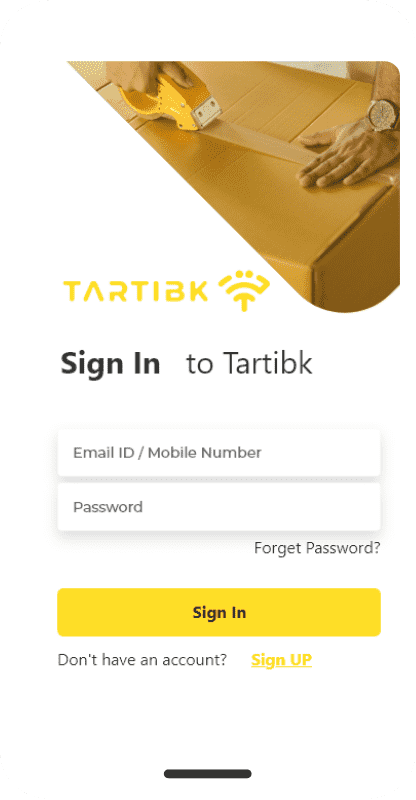 TARTIBK
Sign In to Tartibk
Email ID / Mobile Number
Password
Forget Password?
Sign In
Don't have an account? Sign UP